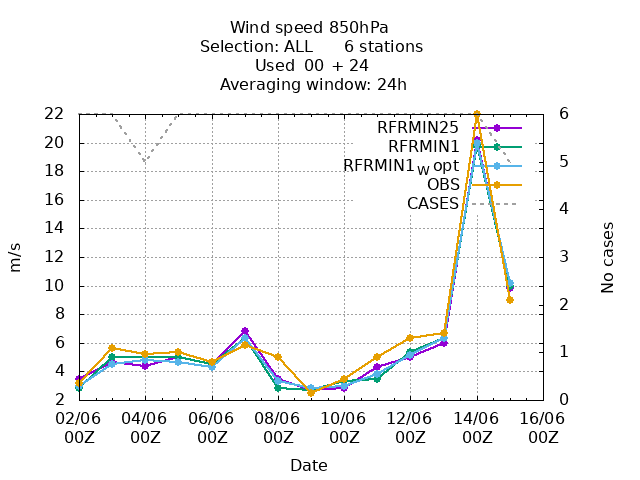 Wind speed 850hPa
Selection: ALL 6 stations
Used 00 + 24
Averaging window: 24h
RFRMIN25
RFRMIN1
RFRMIN1W opt
OBS
CASES
22
20
18
16
14
12
10
8
6
4
2
m/s
6
5
4
3
2
1
0
No cases
02/06 04/06 06/06 08/06 10/06 12/06 14/06 16/06
00Z 00Z 00Z 00Z 00Z 00Z 00Z 00Z
Date